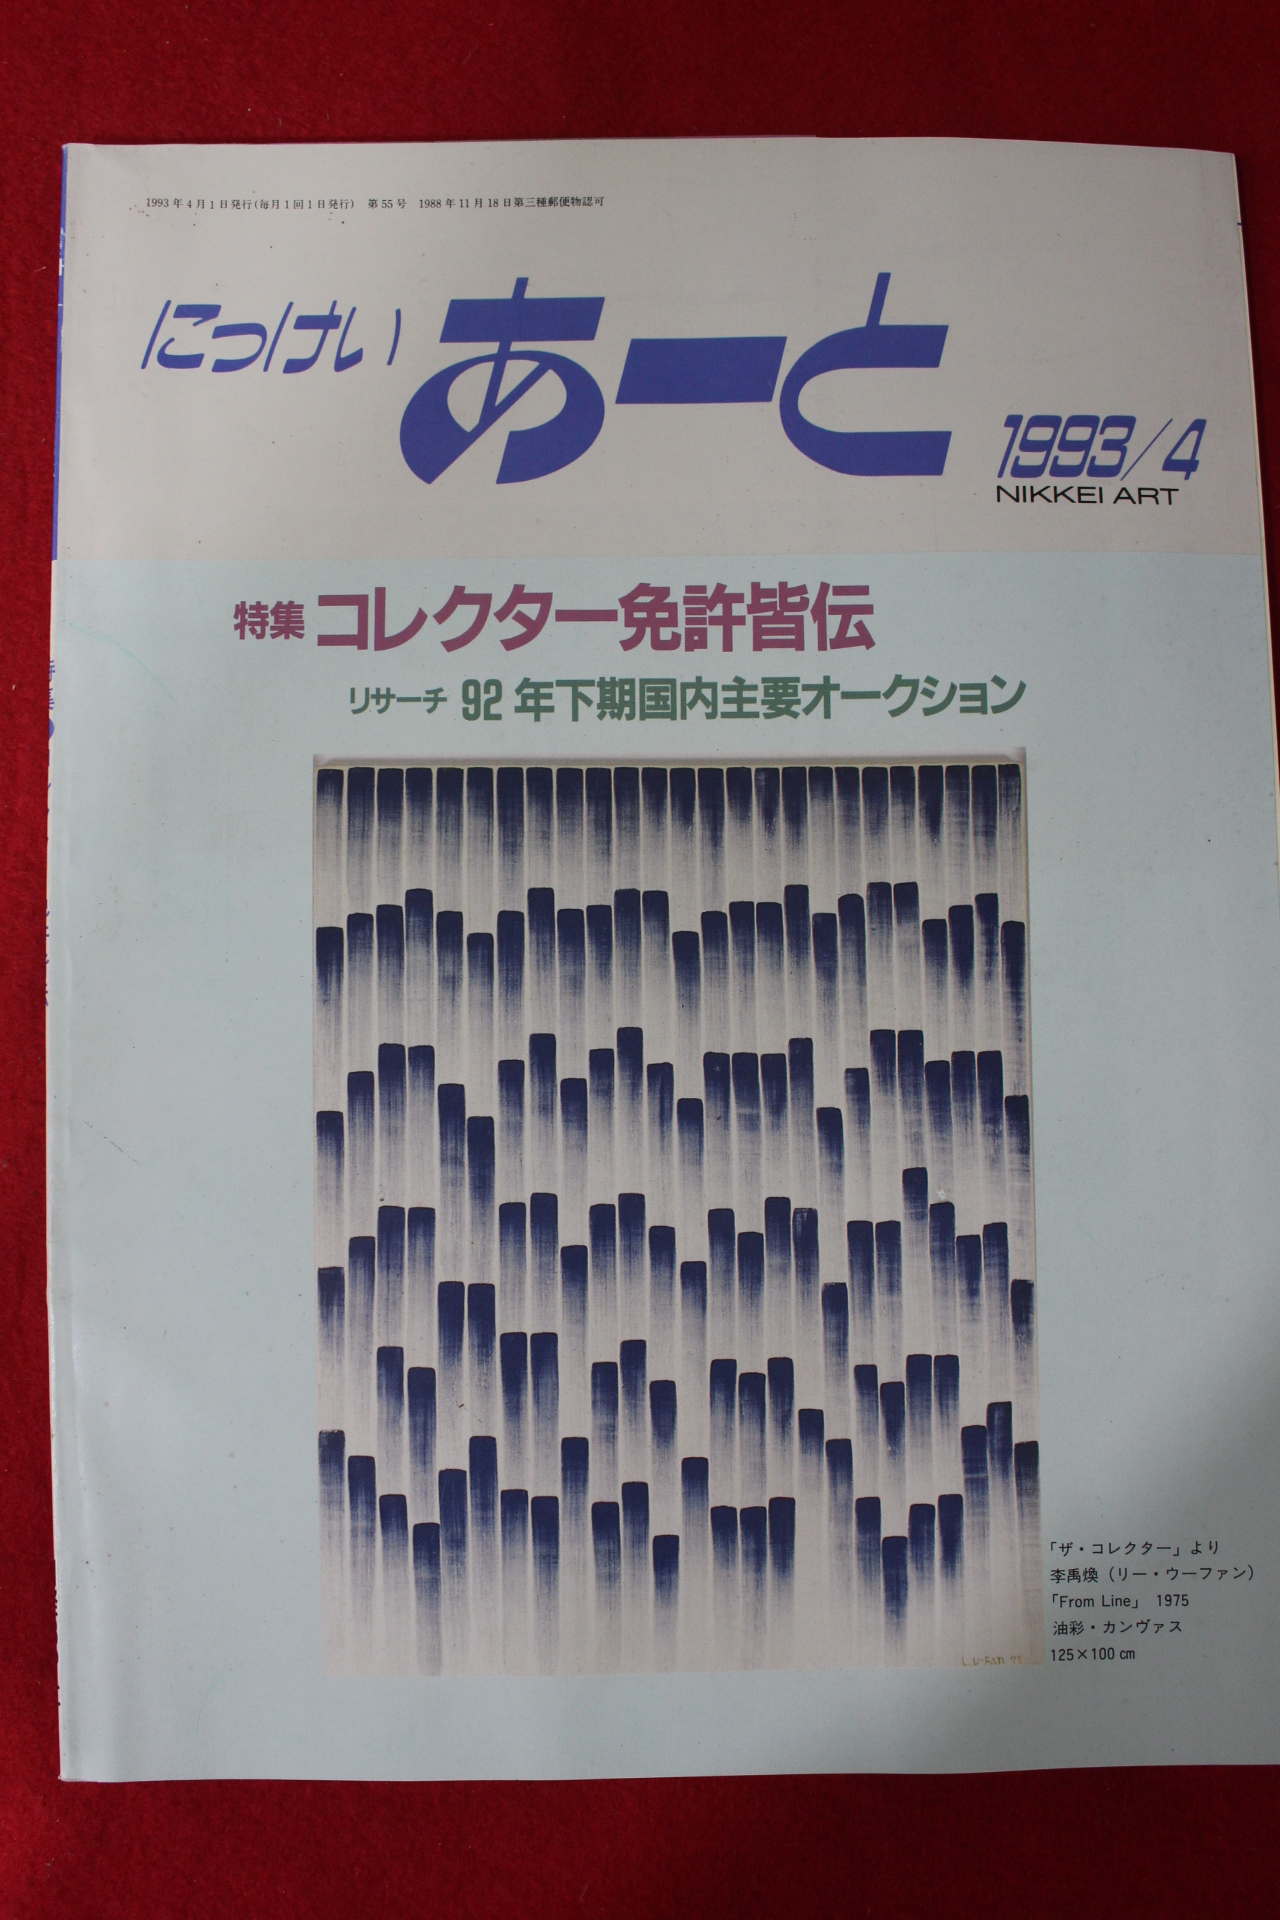 1993年4月1日発行(毎月1回1日発行) 第55号 1988年11月18日第三種郵便物認可
にっけい
あーと
1993/4
NIKKEI ART
特集 コレクター免許皆伝
リサーチ 92年下期国内主要オークション
「ザ・コレクター」より
李禹煥（リー・ウーファン）
「From Line」 1975
油彩・カンヴァス
125×100㎝
L.U-Fan 75